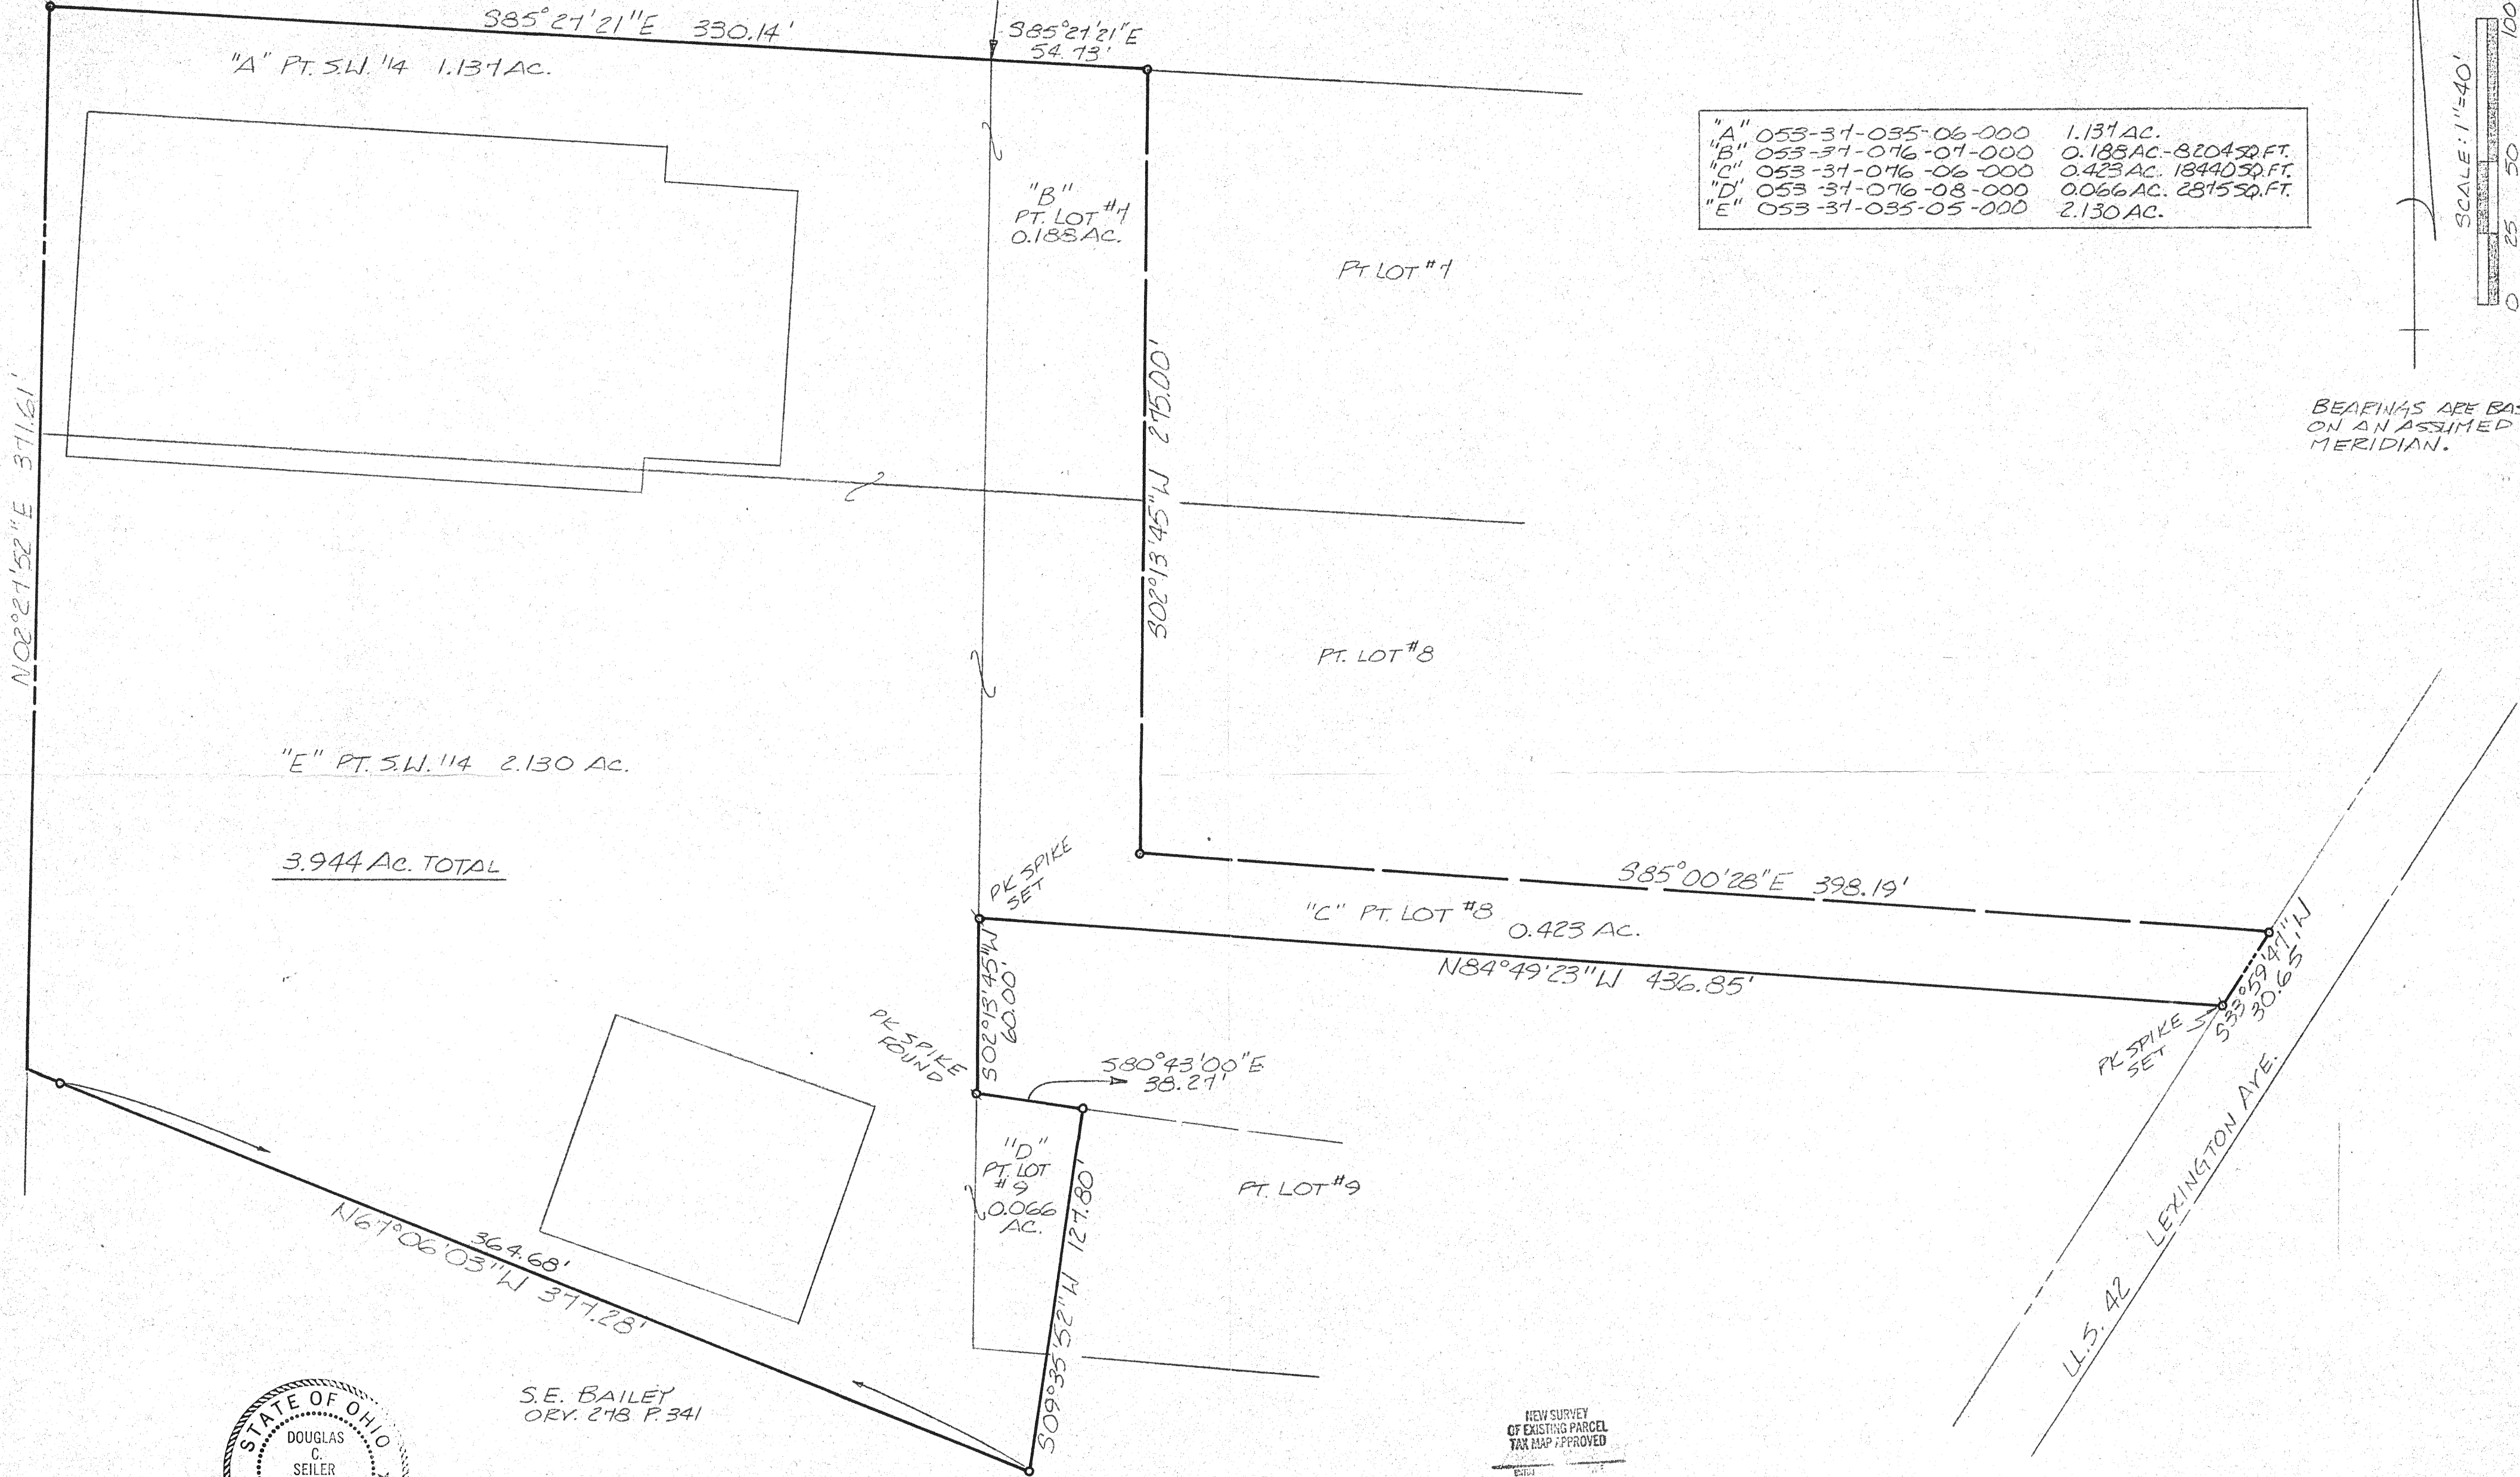 S85°27'21"E 330.14'
S85°27'21"E
54.73'
"A" PT. S.W. 1/4 1.137 AC.
"A" 053-37-035-06-000 1.137 AC.
"B" 053-37-076-07-000 0.188 AC.-8204 SQ.FT.
"C" 053-37-076-06-000 0.423 AC. 18440 SQ.FT.
"D" 053-37-076-08-000 0.066 AC. 2875 SQ.FT.
"E" 053-37-035-05-000 2.130 AC.
SCALE: 1"=40'
0 25 50 100
"B"
PT. LOT #7
0.188 AC.
PT LOT #7
BEARINGS ARE BAS
ON AN ASSUMED
MERIDIAN.
N02°27'52"E 371.61'
S02°13'45"W 275.00'
PT. LOT #8
"E" PT. S.W. 1/4 2.130 AC.
3.944 AC. TOTAL
PK SPIKE
SET
S85°00'28"E 398.19'
"C" PT. LOT #8
0.423 AC.
N84°49'23"W 436.85'
S33°59'47"W
30.65'
PK SPIKE
SET
S02°13'45"W
60.00'
PK SPIKE
FOUND
S80°43'00"E
38.27'
"D"
PT. LOT
#9
0.066
AC.
PT. LOT #9
S09°35'52"W 127.80'
364.68'
N67°06'03"W 377.28'
U.S. 42 LEXINGTON AVE.
S.E. BAILEY
ORV. 278 P. 341
STATE OF OHIO
DOUGLAS
C.
SEILER
NEW SURVEY
OF EXISTING PARCEL
TAX MAP APPROVED